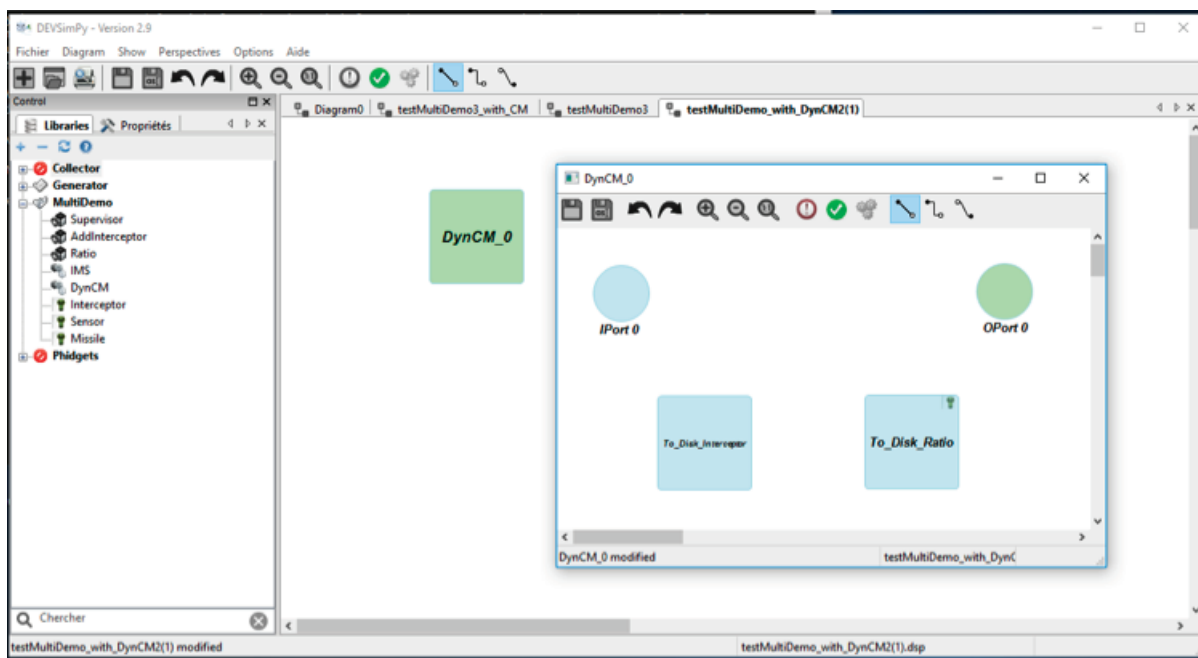 DEVSimPy - Version 2.9
Fichier Diagram Show Perspectives Options Aide
Control
Diagram0 testMultiDemo3_with_CM testMultiDemo3 testMultiDemo_with_DynCM2(1)
Libraries Propriétés
Collector
Generator
MultiDemo
Supervisor
AddInterceptor
Ratio
IMS
DynCM
Interceptor
Sensor
Missile
Phidgets
Chercher
DynCM_0
DynCM_0
IPort 0
OPort 0
To_Disk_Interceptor
To_Disk_Ratio
DynCM_0 modified
testMultiDemo_with_DynC
testMultiDemo_with_DynCM2(1) modified
testMultiDemo_with_DynCM2(1).dsp